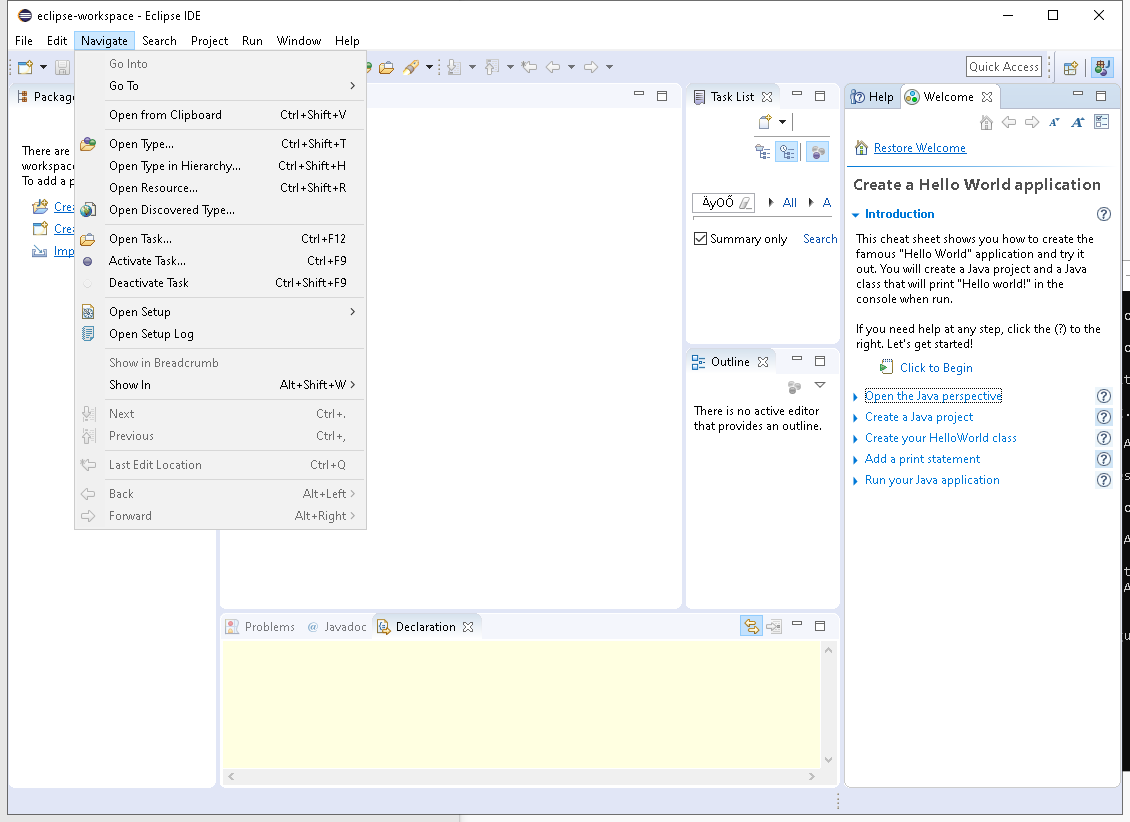 eclipse-workspace - Eclipse IDE
File Edit Navigate Search Project Run Window Help
Quick Access
Go Into
Go To
Open from Clipboard Ctrl+Shift+V
Open Type... Ctrl+Shift+T
Open Type in Hierarchy... Ctrl+Shift+H
Open Resource... Ctrl+Shift+R
Open Discovered Type...
Open Task... Ctrl+F12
Activate Task... Ctrl+F9
Deactivate Task Ctrl+Shift+F9
Open Setup
Open Setup Log
Show in Breadcrumb
Show In Alt+Shift+W
Next Ctrl+.
Previous Ctrl+,
Last Edit Location Ctrl+Q
Back Alt+Left
Forward Alt+Right
Packag
There are
workspac
To add a p
Crea
Crea
Imp
Task List
All A
Summary only Search
Outline
There is no active editor
that provides an outline.
Problems @ Javadoc Declaration
Help Welcome
Restore Welcome
Create a Hello World application
Introduction
This cheat sheet shows you how to create the
famous "Hello World" application and try it
out. You will create a Java project and a Java
class that will print "Hello world!" in the
console when run.
If you need help at any step, click the (?) to the
right. Let's get started!
Click to Begin
Open the Java perspective
Create a Java project
Create your HelloWorld class
Add a print statement
Run your Java application